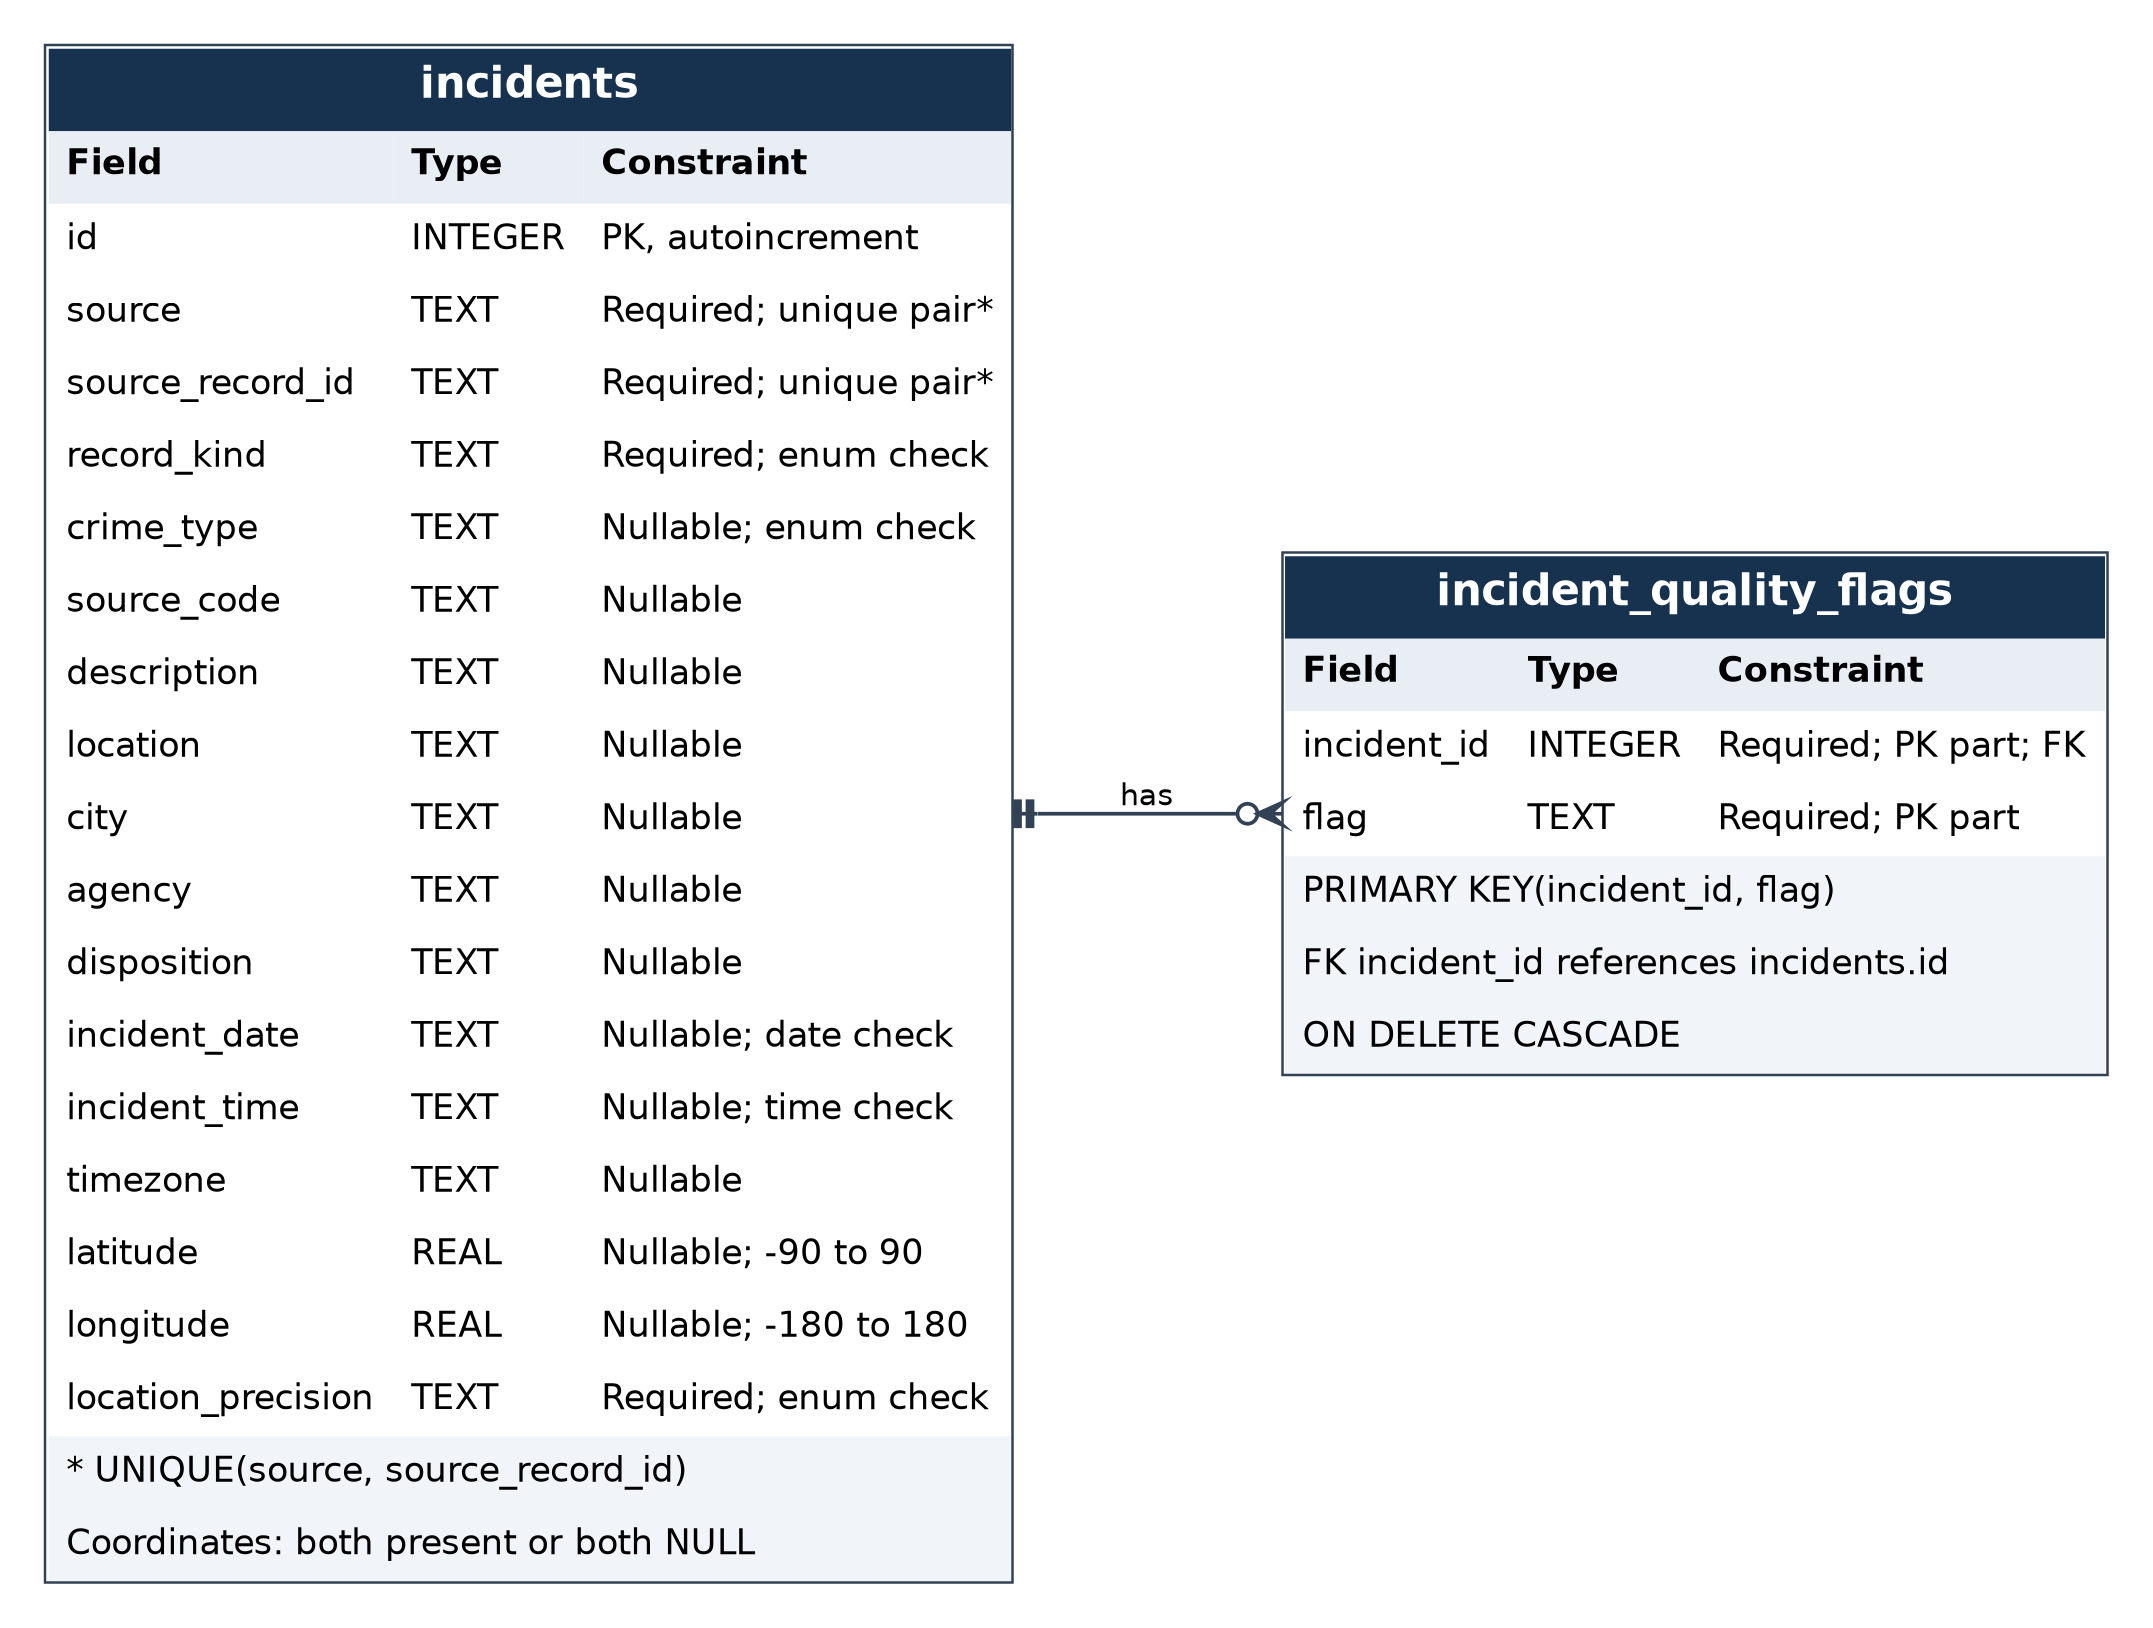 incidents
Field Type Constraint
id INTEGER PK, autoincrement
source TEXT Required; unique pair*
source_record_id TEXT Required; unique pair*
record_kind TEXT Required; enum check
crime_type TEXT Nullable; enum check
source_code TEXT Nullable
description TEXT Nullable
location TEXT Nullable
city TEXT Nullable
agency TEXT Nullable
disposition TEXT Nullable
incident_date TEXT Nullable; date check
incident_time TEXT Nullable; time check
timezone TEXT Nullable
latitude REAL Nullable; -90 to 90
longitude REAL Nullable; -180 to 180
location_precision TEXT Required; enum check
* UNIQUE(source, source_record_id)
Coordinates: both present or both NULL
has
incident_quality_flags
Field Type Constraint
incident_id INTEGER Required; PK part; FK
flag TEXT Required; PK part
PRIMARY KEY(incident_id, flag)
FK incident_id references incidents.id
ON DELETE CASCADE